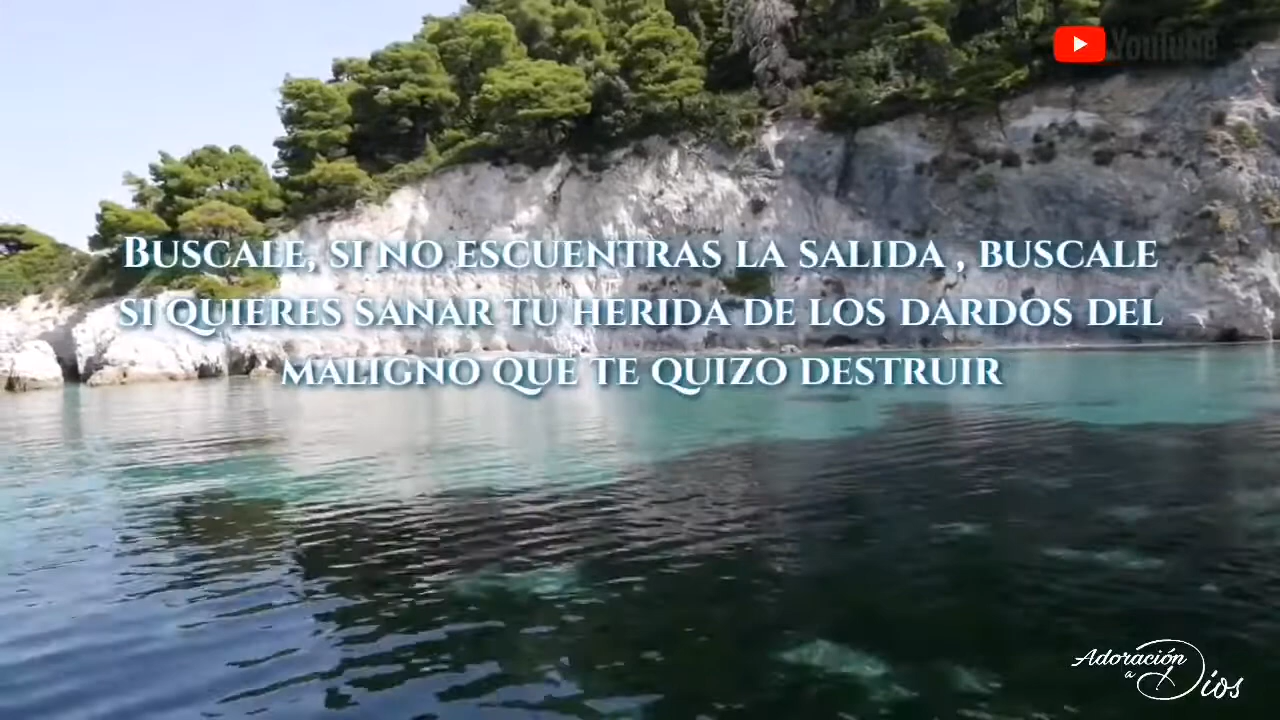 YouTube
BUSCALE, SI NO ESCUENTRAS LA SALIDA , BUSCALE
SI QUIERES SANAR TU HERIDA DE LOS DARDOS DEL
MALIGNO QUE TE QUIZO DESTRUIR
Adoración
a Dios